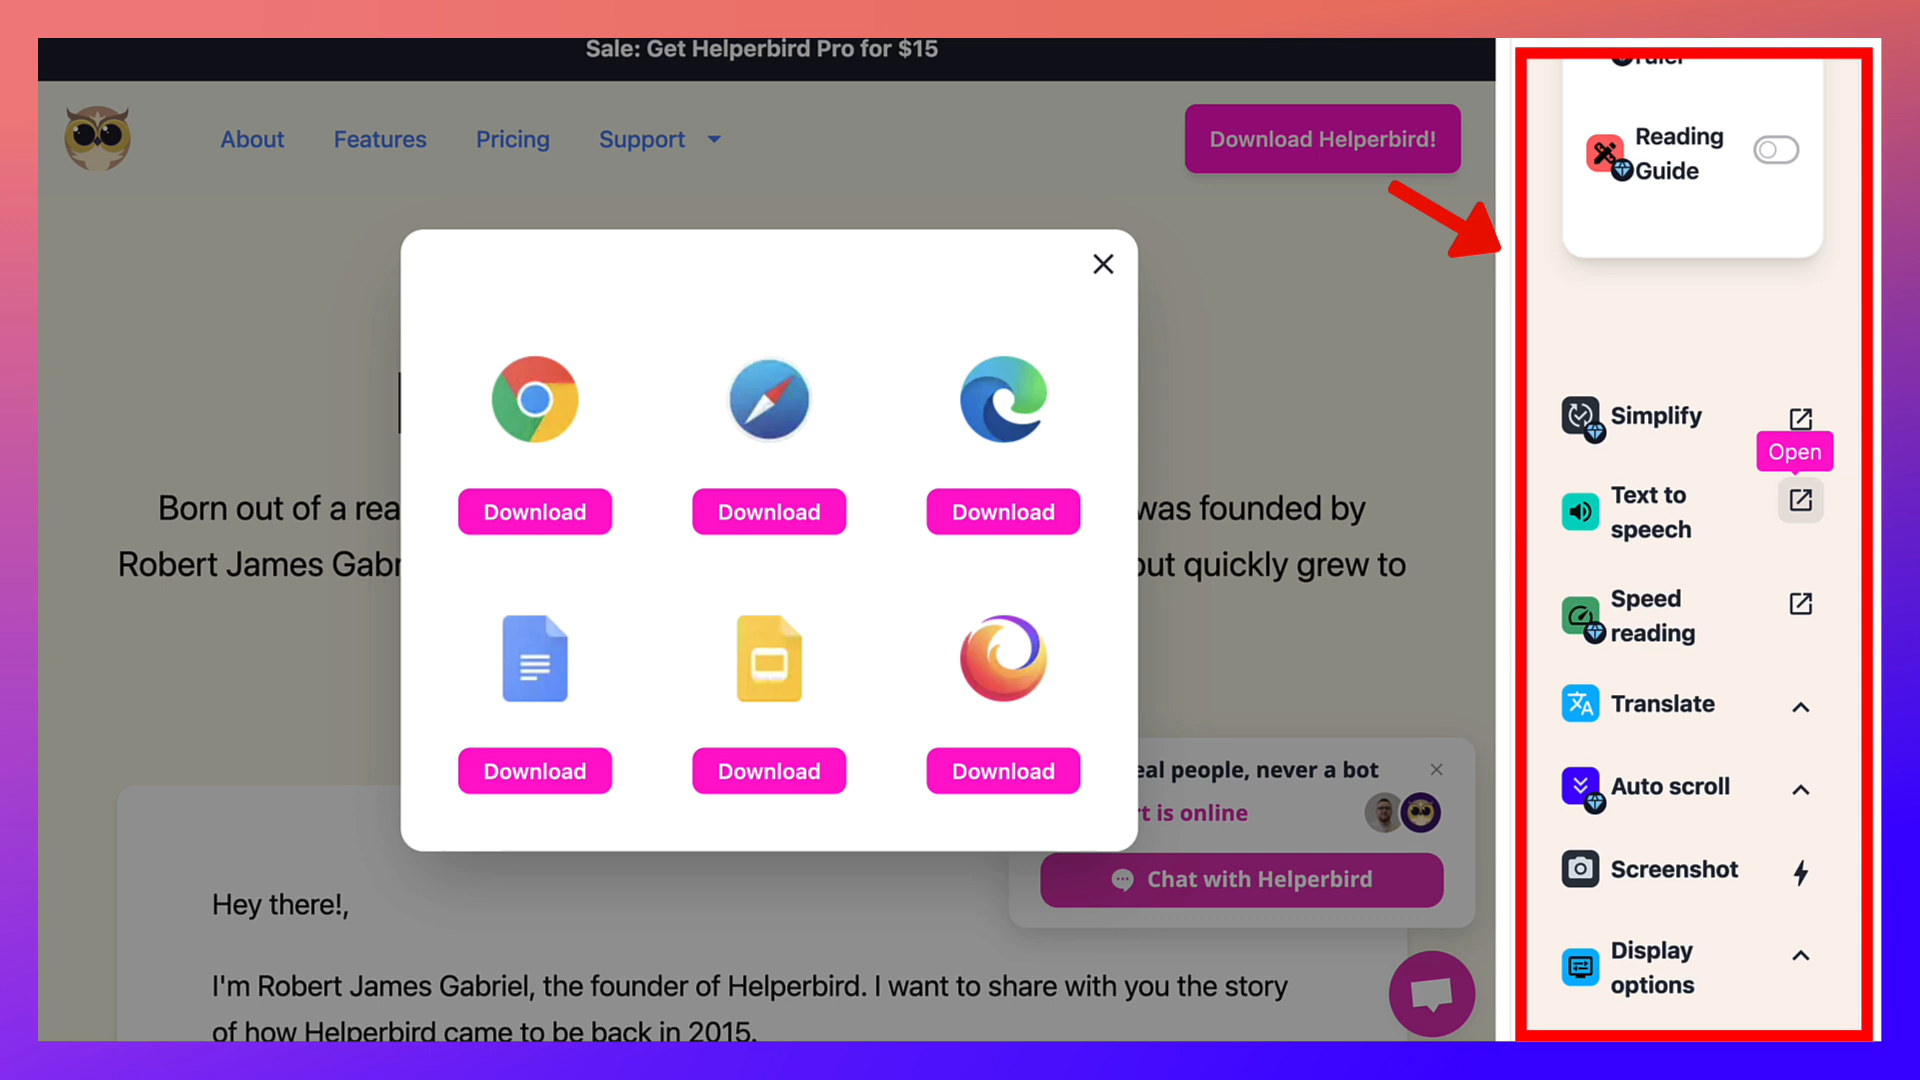 Sale: Get Helperbird Pro for $15
About
Features
Pricing
Support
Download Helperbird!
Download
Download
Download
Download
Download
Download
Born out of a rea
was founded by
Robert James Gabr
but quickly grew to
eal people, never a bot
t is online
Chat with Helperbird
Hey there!,
I'm Robert James Gabriel, the founder of Helperbird. I want to share with you the story
of how Helperbird came to be back in 2015.
ruler
Reading
Guide
Simplify
Open
Text to
speech
Speed
reading
Translate
Auto scroll
Screenshot
Display
options